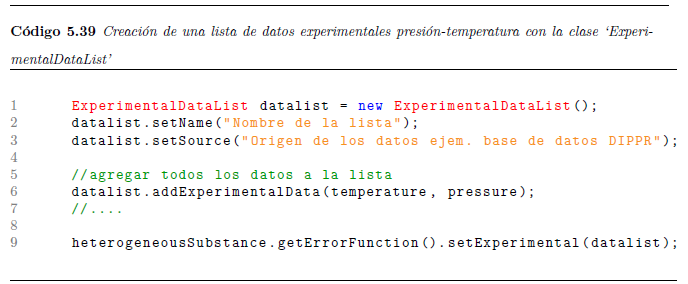 Código 5.39 Creación de una lista de datos experimentales presión-temperatura con la clase ‘Experi-
mentalDataList’
1 ExperimentalDataList datalist = new ExperimentalDataList();
2 datalist.setName("Nombre de la lista");
3 datalist.setSource("Origen de los datos ejem. base de datos DIPPR");
4
5 //agregar todos los datos a la lista
6 datalist.addExperimentalData(temperature, pressure);
7 //....
8
9 heterogeneousSubstance.getErrorFunction().setExperimental(datalist);